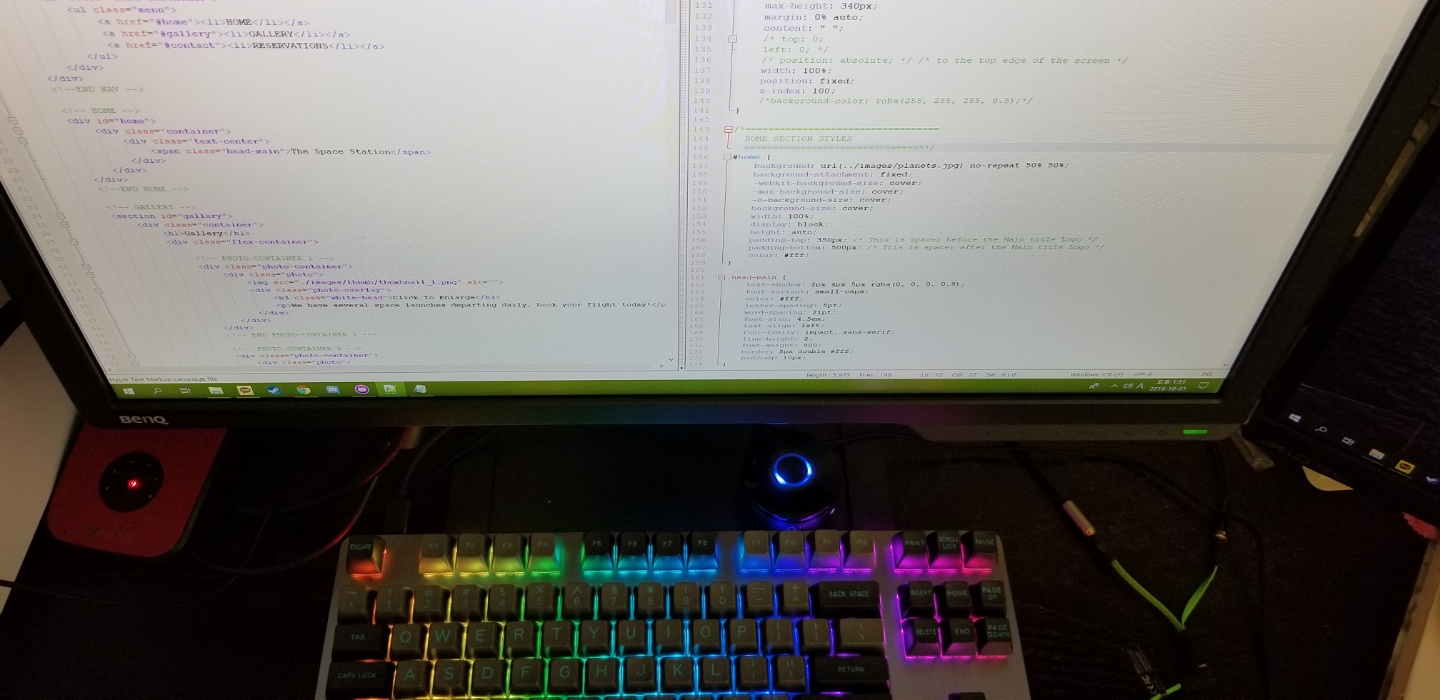 <ul class="menu">
<a href="#home"><li>HOME</li></a>
<a href="#gallery"><li>GALLERY</li></a>
<a href="#contact"><li>RESERVATIONS</li></a>
</ul>
</div>
</div>
<!--END NAV -->
<!-- HOME -->
<div id="home">
<div class="container">
<div class="text-center">
<span class="head-main">The Space Station</span>
</div>
</div>
</div>
<!--END HOME -->
<!-- GALLERY -->
<section id="gallery">
<div class="container">
<h1>Gallery</h1>
<div class="flex-container">
<!-- PHOTO-CONTAINER 1 -->
<div class="photo-container">
<div class="photo">
<img src="./images/thumb/thumbnail_1.png" alt="">
<div class="photo-overlay">
<h3 class="white-head">Click to Enlarge</h3>
<p>We have several space launches departing daily, book your flight today!</p
</div>
</div>
</div>
<!-- END PHOTO-CONTAINER 1 -->
<!-- PHOTO-CONTAINER 2 -->
<div class="photo-container">
<div class="photo">
Hyper Text Markup Language file
131 max-height: 340px;
132 margin: 0% auto;
133 content: " ";
134 /* top: 0;
135 left: 0; */
136 /* position: absolute; */ /* to the top edge of the screen */
137 width: 100%;
138 position: fixed;
139 z-index: 100;
140 /*background-color: rgba(255, 255, 255, 0.5);*/
141 }
142
143 /*==============================
144 HOME SECTION STYLES
145 ==============================*/
146 #home {
147 background: url(../images/planets.jpg) no-repeat 50% 50%;
148 background-attachment: fixed;
149 -webkit-background-size: cover;
150 -moz-background-size: cover;
151 -o-background-size: cover;
152 background-size: cover;
153 width: 100%;
154 display: block;
155 height: auto;
156 padding-top: 350px; /* This is spacer before the Main title Logo */
157 padding-bottom: 500px; /* This is spacer after the Main title Logo */
158 color: #fff;
159 }
160
161 .head-main {
162 text-shadow: 2px 4px 5px rgba(0, 0, 0, 0.9);
163 font-variant: small-caps;
164 color: #fff;
165 letter-spacing: 5pt;
166 word-spacing: 21pt;
167 font-size: 4.5em;
168 text-align: left;
169 font-family: impact, sans-serif;
170 line-height: 2;
171 font-weight: 900;
172 border: 5px double #fff;
173 padding: 10px;
174 }
Windows (CR LF) UTF-8 INS
A
BenQ
ESCAPE F1 F2 F3 F4 F5 F6 F7 F8 F9 F10 PRINT SCROLL LOCK PAUSE
BACK SPACE INSERT HOME PAGE UP
TAB Q W E R T Y U I O P DELETE END PAGE DOWN
CAPS LOCK A S D F G H J K L RETURN